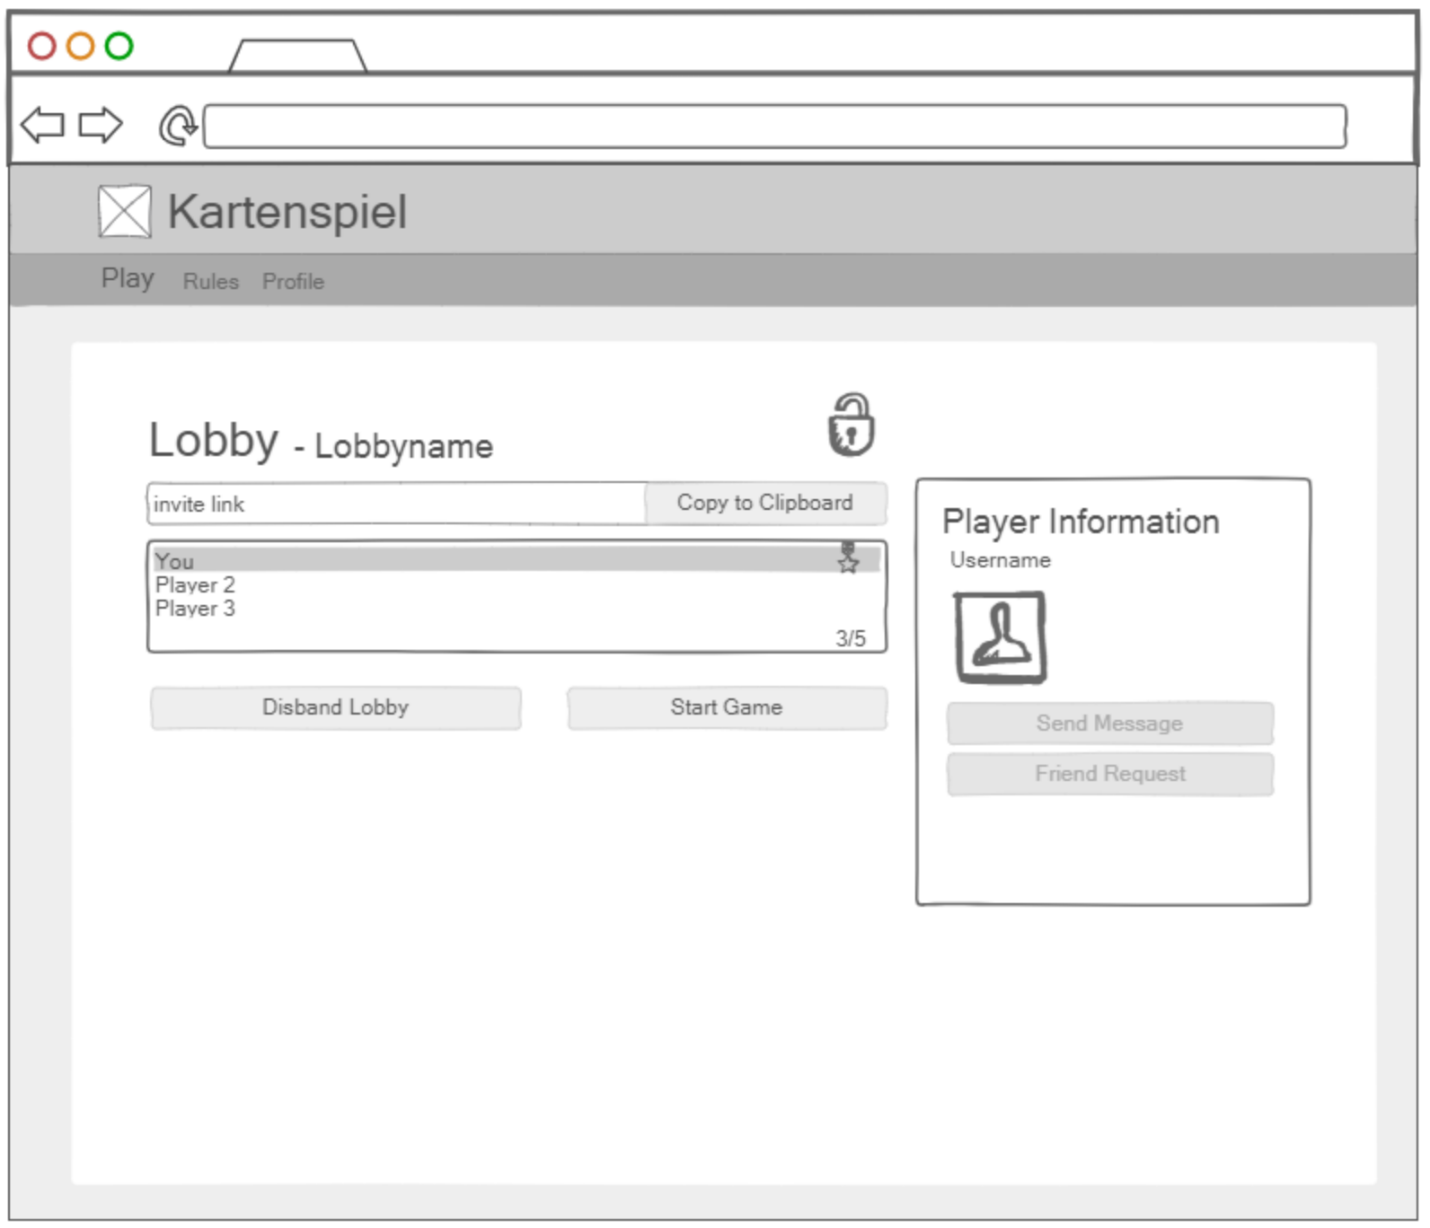 Kartenspiel
Play Rules Profile
Lobby - Lobbyname
invite link Copy to Clipboard
You
Player 2
Player 3
3/5
Disband Lobby Start Game
Player Information
Username
Send Message
Friend Request